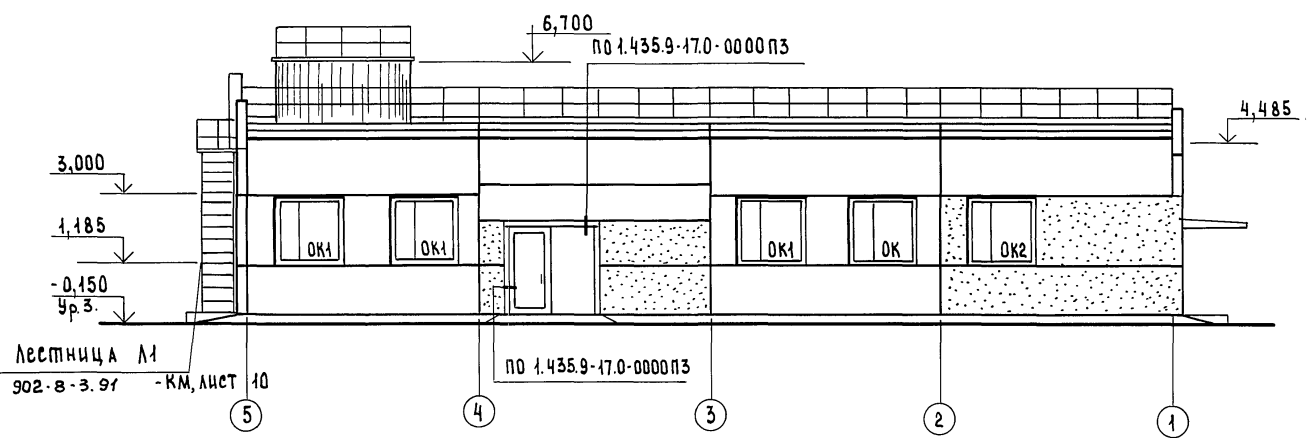 6,700
ПО 1.435.9-17.0-0000ПЗ
4,485
3,000
1,185
-0,150
Ур.З.
ОК1
ОК1
ОК1
ОК
ОК2
Лестница Л1
902-8-3.91 -КМ, лист 10
ПО 1.435.9-17.0-0000ПЗ
5
4
3
2
1